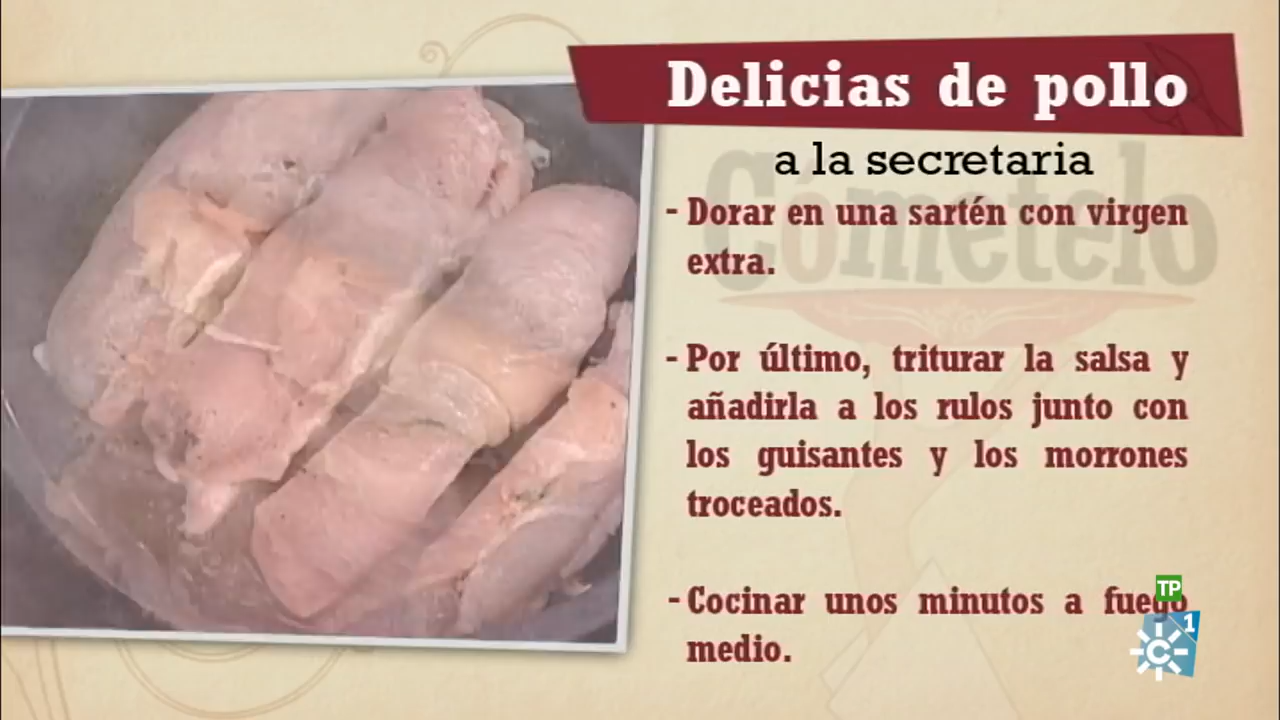 Delicias de pollo
a la secretaria
Cómetelo
- Dorar en una sartén con virgen
extra.
- Por último, triturar la salsa y
añadirla a los rulos junto con
los guisantes y los morrones
troceados.
- Cocinar unos minutos a fuego
medio.
TP
1
C